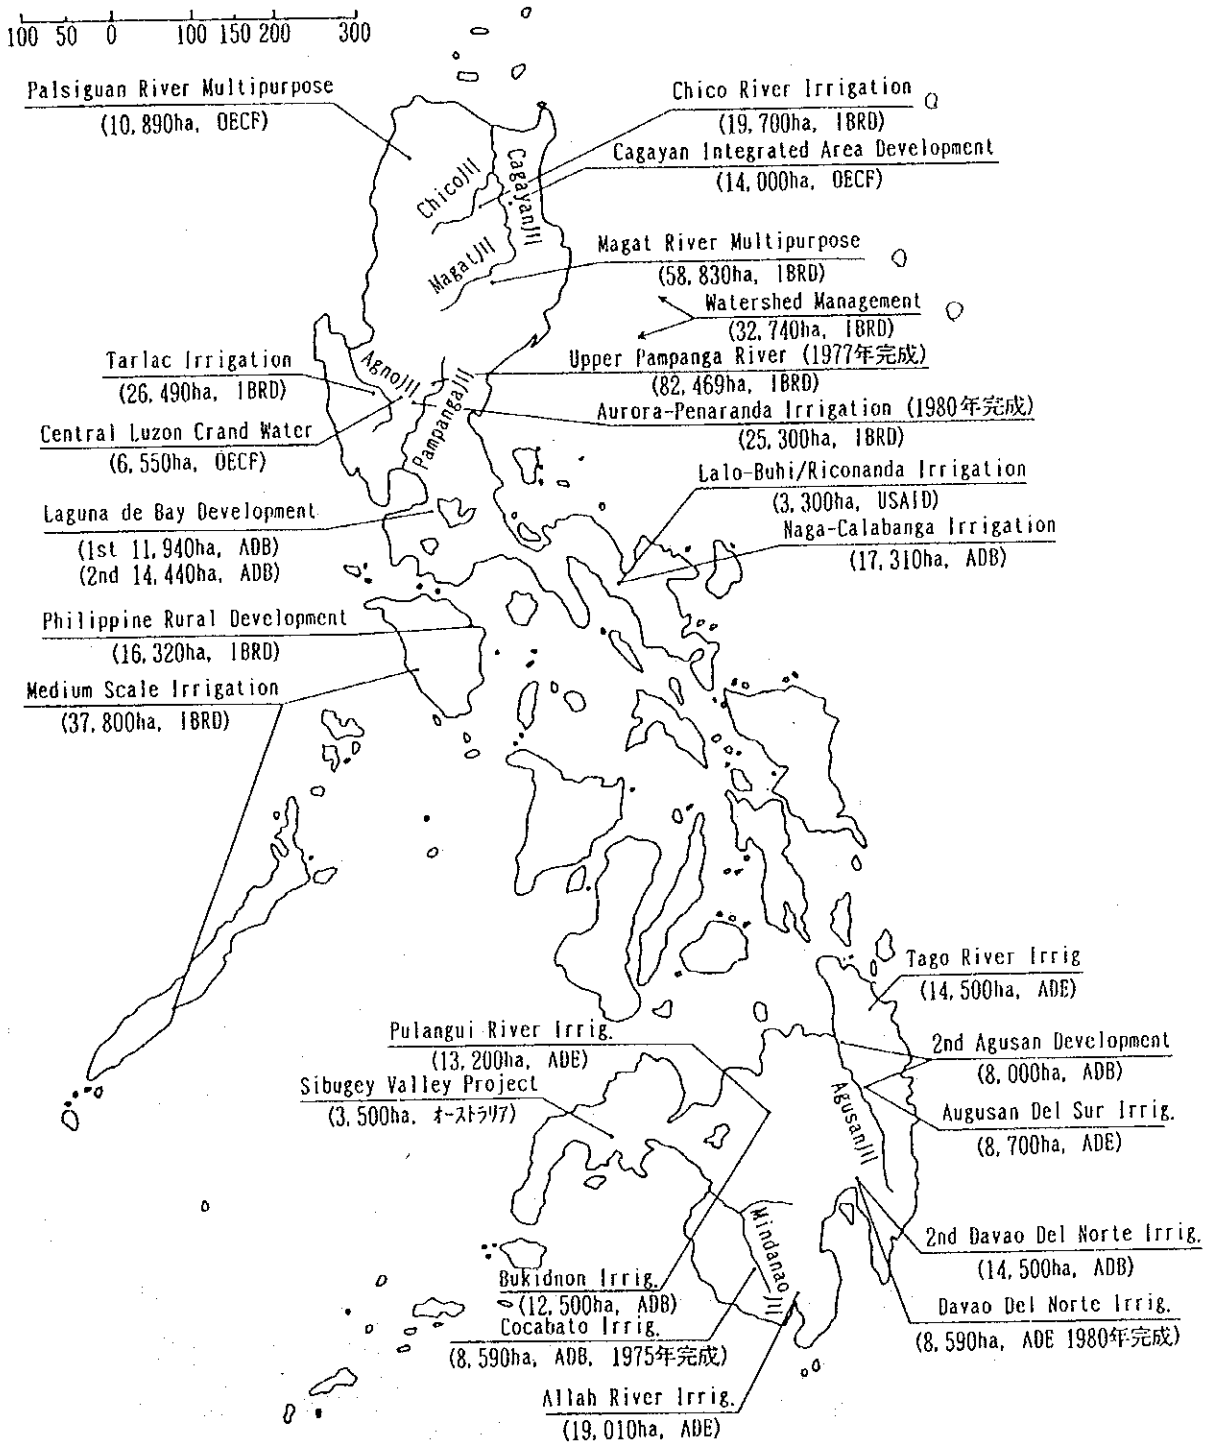 100 50 0 100 150 200 300
Palsiguan River Multipurpose
(10,890ha, OECF)
Chico River Irrigation
(19,700ha, IBRD)
Cagayan Integrated Area Development
(14,000ha, OECF)
Chico川
Cagayan川
Magat川
Magat River Multipurpose
(58,830ha, IBRD)
Watershed Management
(32,740ha, IBRD)
Tarlac Irrigation
(26,490ha, IBRD)
Agno川
Upper Pampanga River (1977年完成)
(82,469ha, IBRD)
Pampanga川
Aurora-Penaranda Irrigation (1980年完成)
(25,300ha, IBRD)
Central Luzon Crand Water
(6,550ha, OECF)
Lalo-Buhi/Riconanda Irrigation
(3,300ha, USAID)
Laguna de Bay Development
(1st 11,940ha, ADB)
(2nd 14,440ha, ADB)
Naga-Calabanga Irrigation
(17,310ha, ADB)
Philippine Rural Development
(16,320ha, IBRD)
Medium Scale Irrigation
(37,800ha, IBRD)
Tago River Irrig
(14,500ha, ADE)
Pulangui River Irrig.
(13,200ha, ADE)
2nd Agusan Development
(8,000ha, ADB)
Sibugey Valley Project
(3,500ha, オーストラリア)
Agusan川
Augusan Del Sur Irrig.
(8,700ha, ADE)
Mindanao川
2nd Davao Del Norte Irrig.
(14,500ha, ADB)
Bukidnon Irrig.
(12,500ha, ADB)
Davao Del Norte Irrig.
(8,590ha, ADE 1980年完成)
Cocabato Irrig.
(8,590ha, ADB, 1975年完成)
Allah River Irrig.
(19,010ha, ADE)